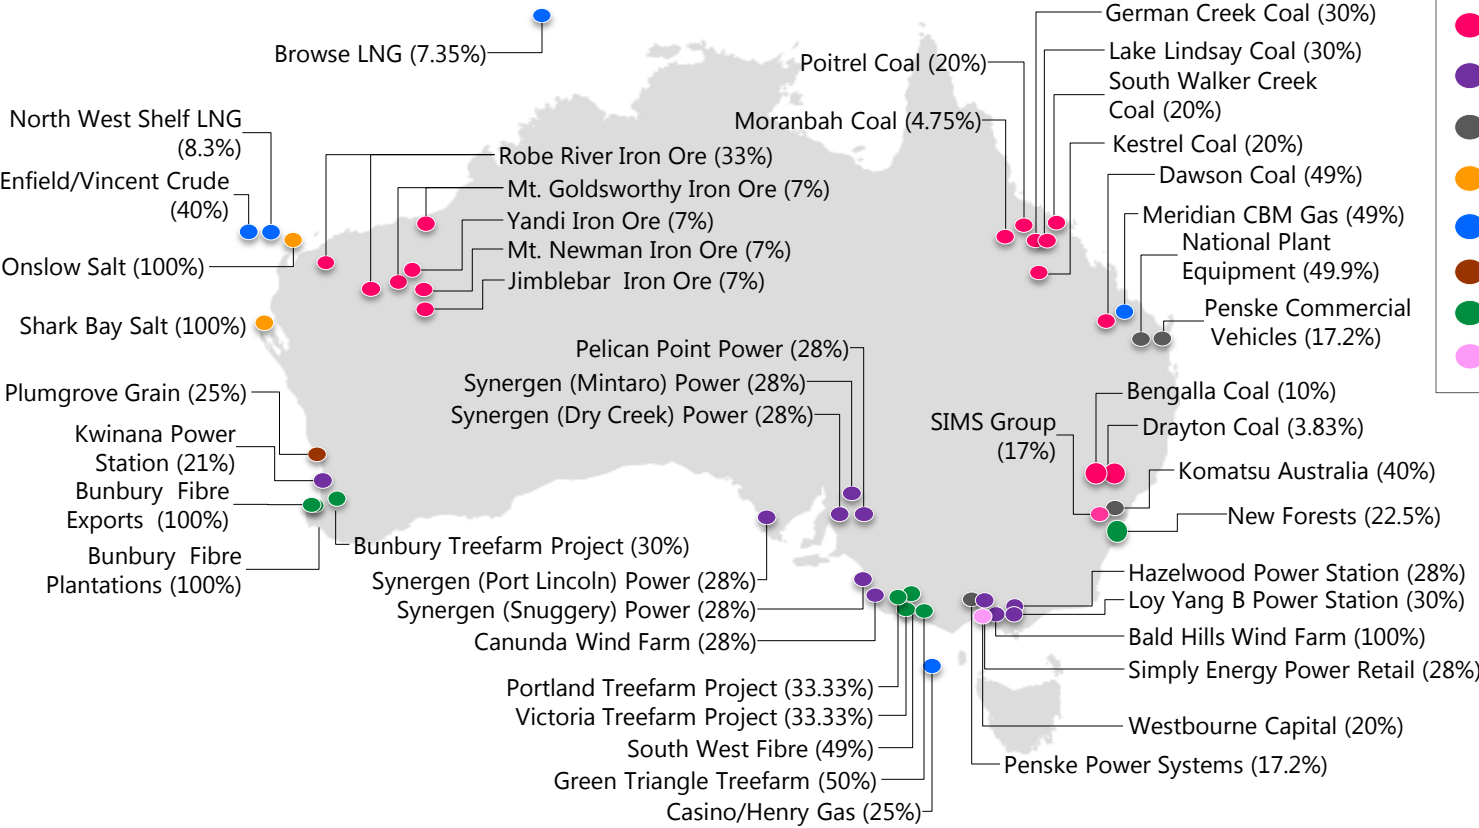 Browse LNG (7.35%)
North West Shelf LNG
(8.3%)
Enfield/Vincent Crude
(40%)
Onslow Salt (100%)
Shark Bay Salt (100%)
Plumgrove Grain (25%)
Kwinana Power
Station (21%)
Bunbury Fibre
Exports (100%)
Bunbury Fibre
Plantations (100%)
Robe River Iron Ore (33%)
Mt. Goldsworthy Iron Ore (7%)
Yandi Iron Ore (7%)
Mt. Newman Iron Ore (7%)
Jimblebar Iron Ore (7%)
Pelican Point Power (28%)
Synergen (Mintaro) Power (28%)
Synergen (Dry Creek) Power (28%)
Bunbury Treefarm Project (30%)
Synergen (Port Lincoln) Power (28%)
Synergen (Snuggery) Power (28%)
Canunda Wind Farm (28%)
Portland Treefarm Project (33.33%)
Victoria Treefarm Project (33.33%)
South West Fibre (49%)
Green Triangle Treefarm (50%)
Casino/Henry Gas (25%)
Poitrel Coal (20%)
Moranbah Coal (4.75%)
German Creek Coal (30%)
Lake Lindsay Coal (30%)
South Walker Creek
Coal (20%)
Kestrel Coal (20%)
Dawson Coal (49%)
Meridian CBM Gas (49%)
National Plant
Equipment (49.9%)
Penske Commercial
Vehicles (17.2%)
Bengalla Coal (10%)
SIMS Group
(17%)
Drayton Coal (3.83%)
Komatsu Australia (40%)
New Forests (22.5%)
Hazelwood Power Station (28%)
Loy Yang B Power Station (30%)
Bald Hills Wind Farm (100%)
Simply Energy Power Retail (28%)
Westbourne Capital (20%)
Penske Power Systems (17.2%)